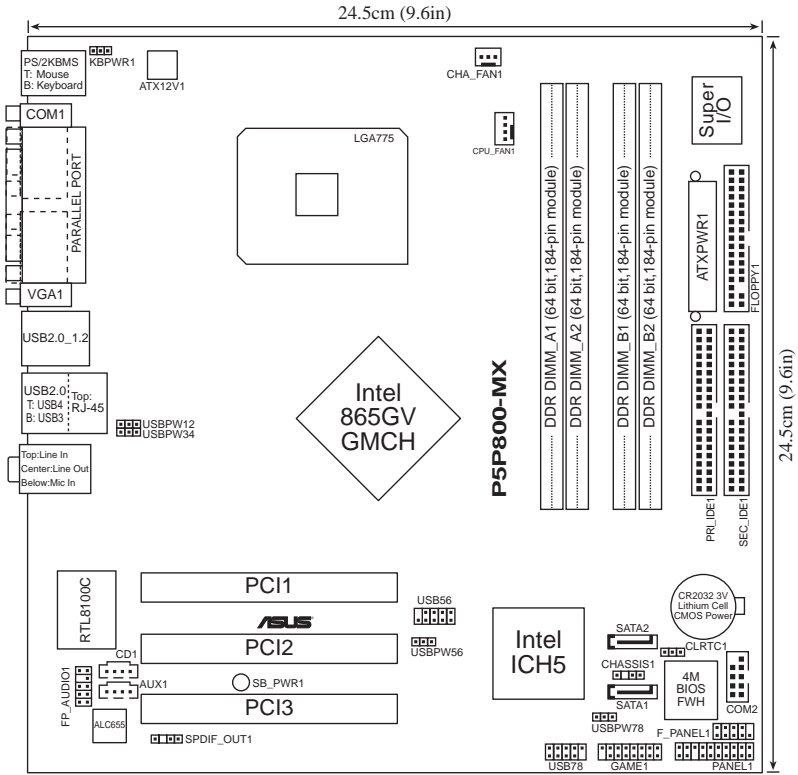 24.5cm (9.6in)
PS/2KBMS
T: Mouse
B: Keyboard
KBPWR1
ATX12V1
CHA_FAN1
CPU_FAN1
LGA775
Super
I/O
COM1
PARALLEL PORT
VGA1
DDR DIMM_A1 (64 bit,184-pin module)
DDR DIMM_A2 (64 bit,184-pin module)
DDR DIMM_B1 (64 bit,184-pin module)
DDR DIMM_B2 (64 bit,184-pin module)
ATXPWR1
FLOPPY1
24.5cm (9.6in)
USB2.0_1.2
USB2.0
T: USB4
B: USB3
Top:
RJ-45
USBPW12
USBPW34
Intel
865GV
GMCH
P5P800-MX
Top:Line In
Center:Line Out
Below:Mic In
PRI_IDE1
SEC_IDE1
RTL8100C
PCI1
ASUS
PCI2
PCI3
USB56
USBPW56
Intel
ICH5
CR2032 3V
Lithium Cell
CMOS Power
SATA2
CLRTC1
CHASSIS1
SATA1
4M
BIOS
FWH
COM2
CD1
AUX1
SB_PWR1
FP_AUDIO1
ALC655
SPDIF_OUT1
USBPW78
F_PANEL1
USB78
GAME1
PANEL1